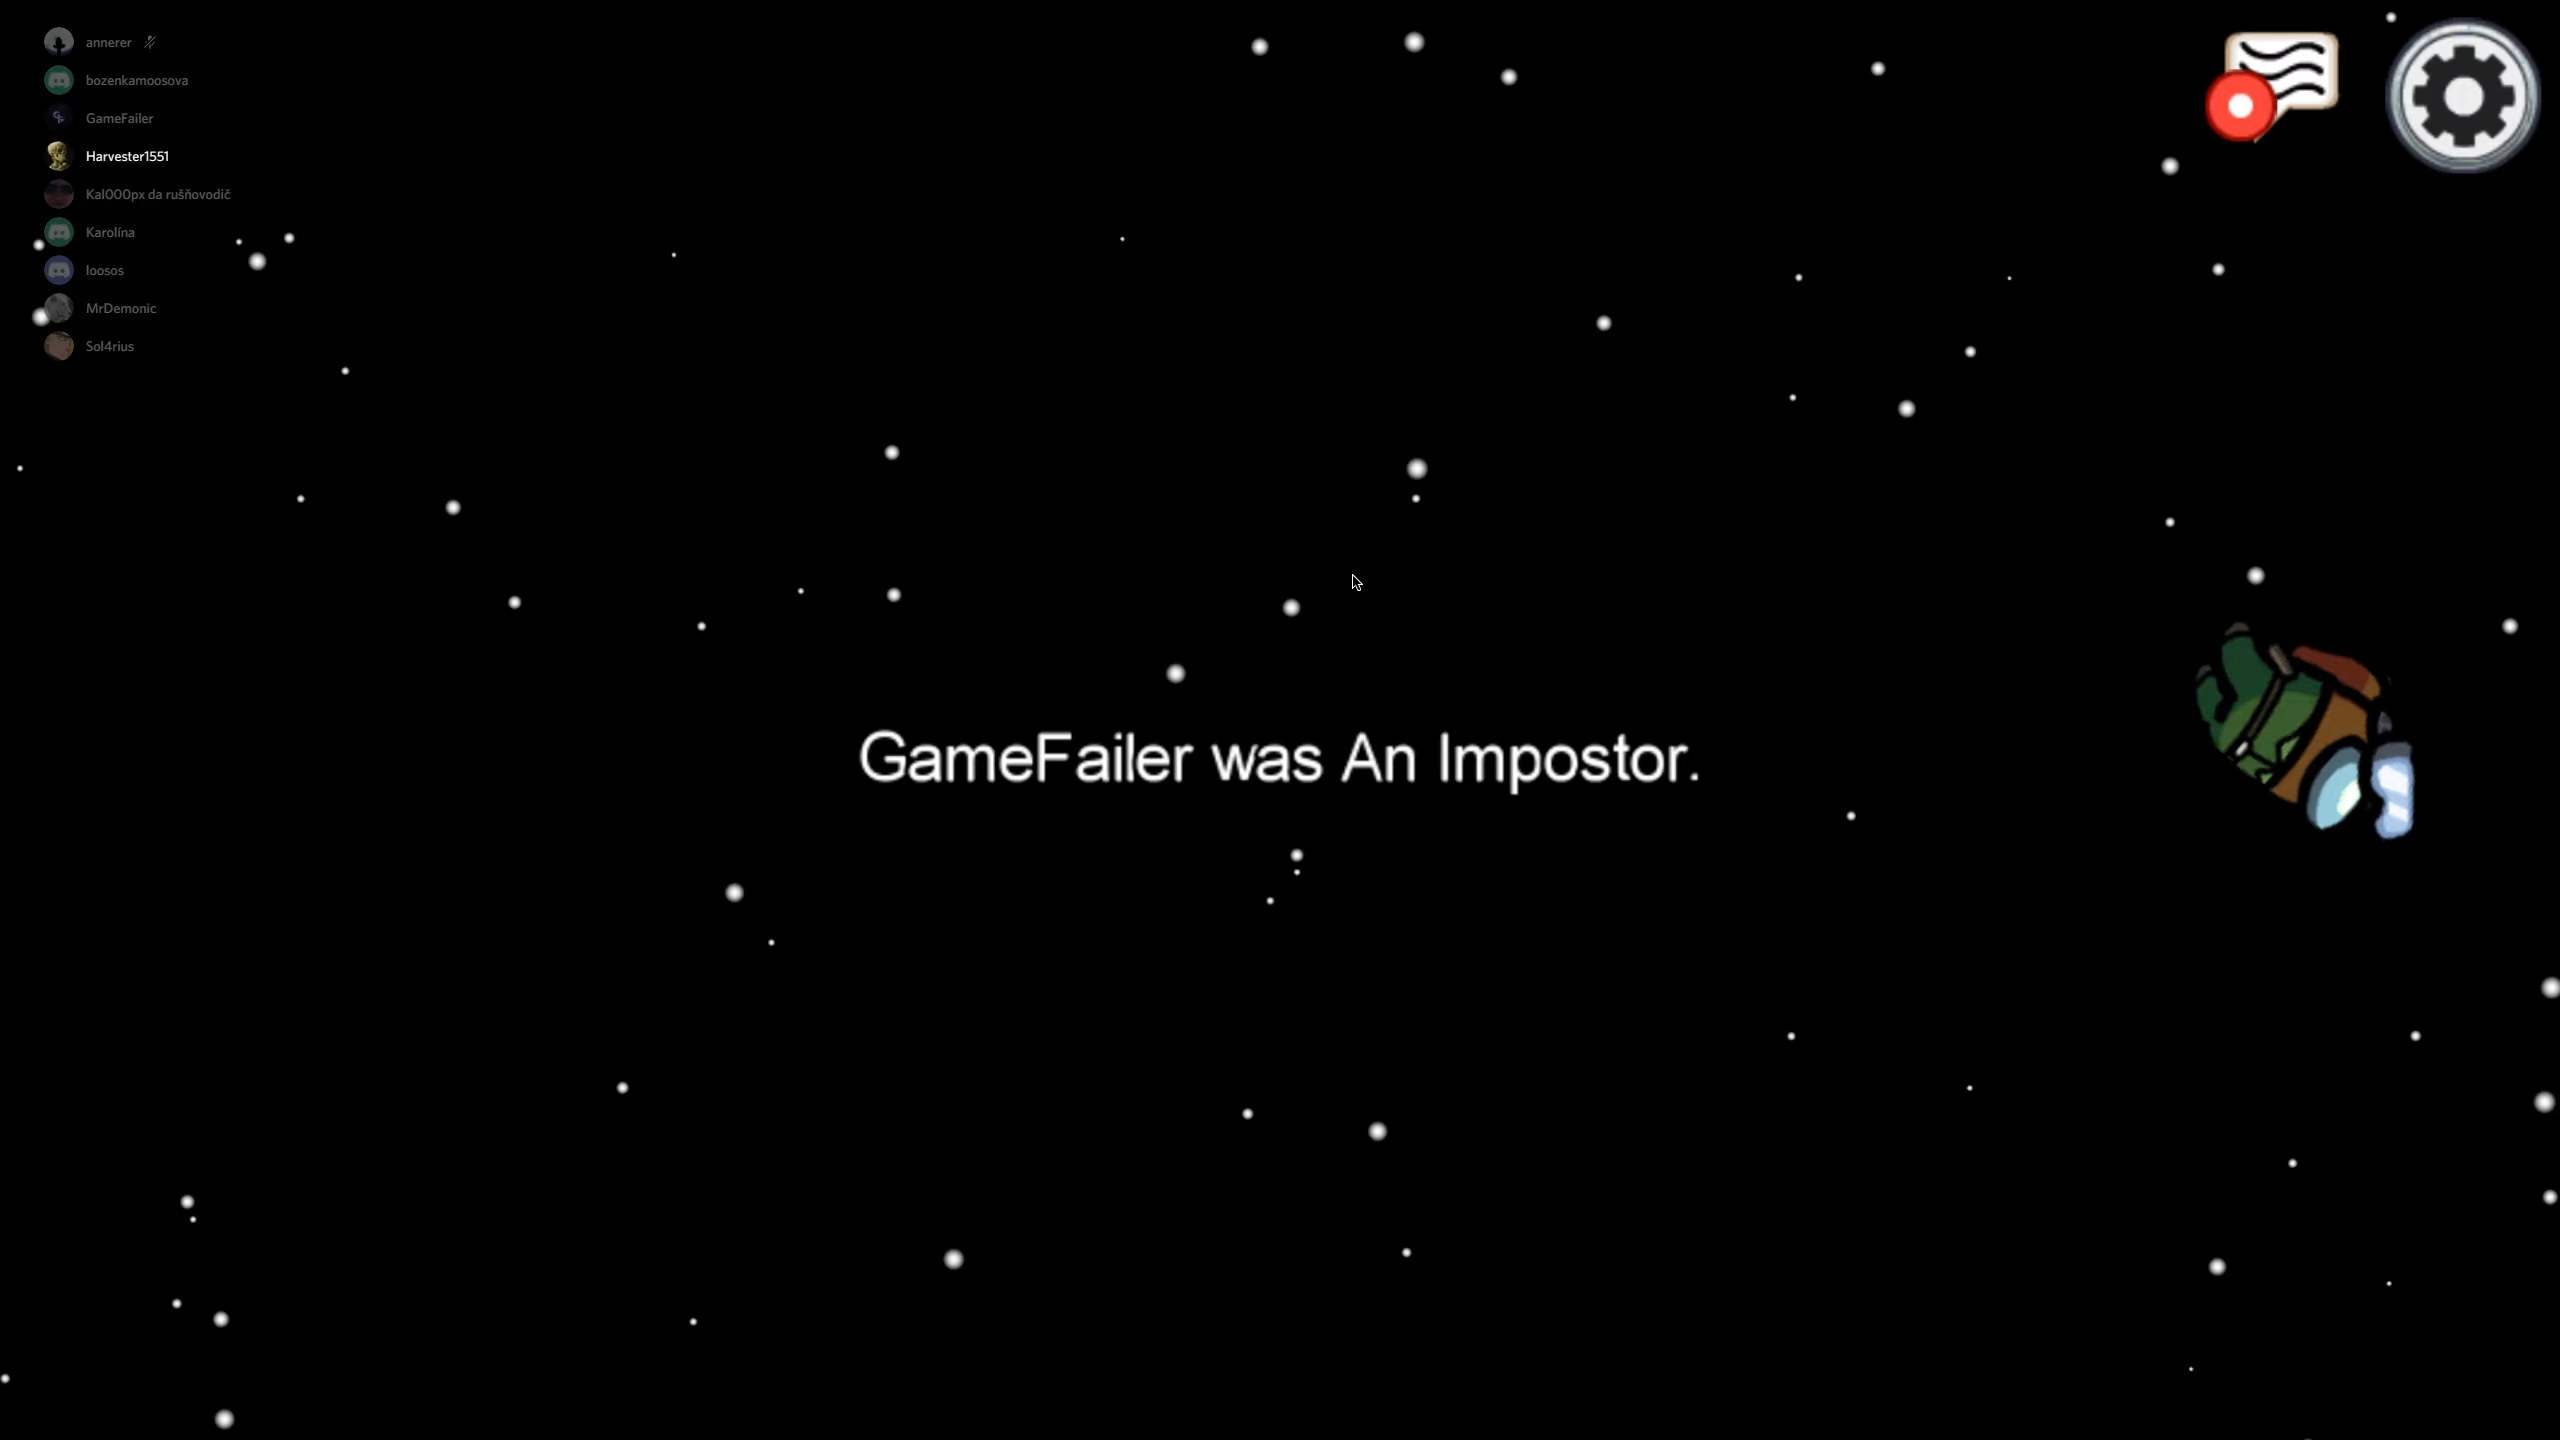 annerer
bozenkamoosova
GameFailer
Harvester1551
Kal000px da rušňovodič
Karolína
loosos
MrDemonic
Sol4rius
GameFailer was An Impostor.